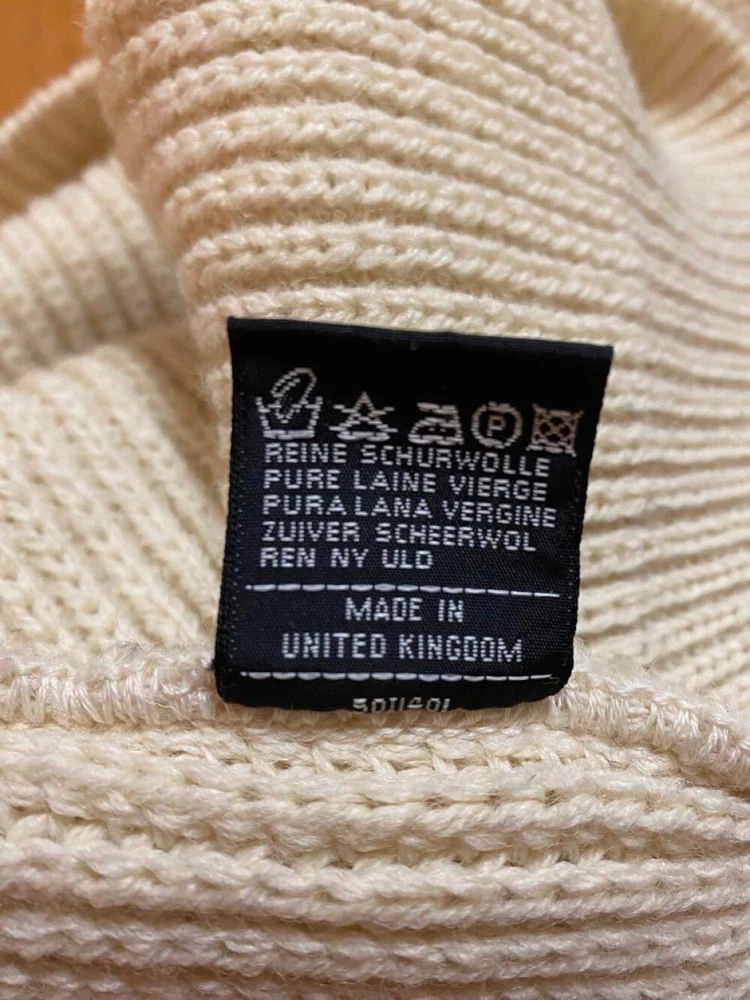 P
REINE SCHURWOLLE
PURE LAINE VIERGE
PURA LANA VERGINE
ZUIVER SCHEERWOL
REN NY ULD
MADE IN
UNITED KINGDOM